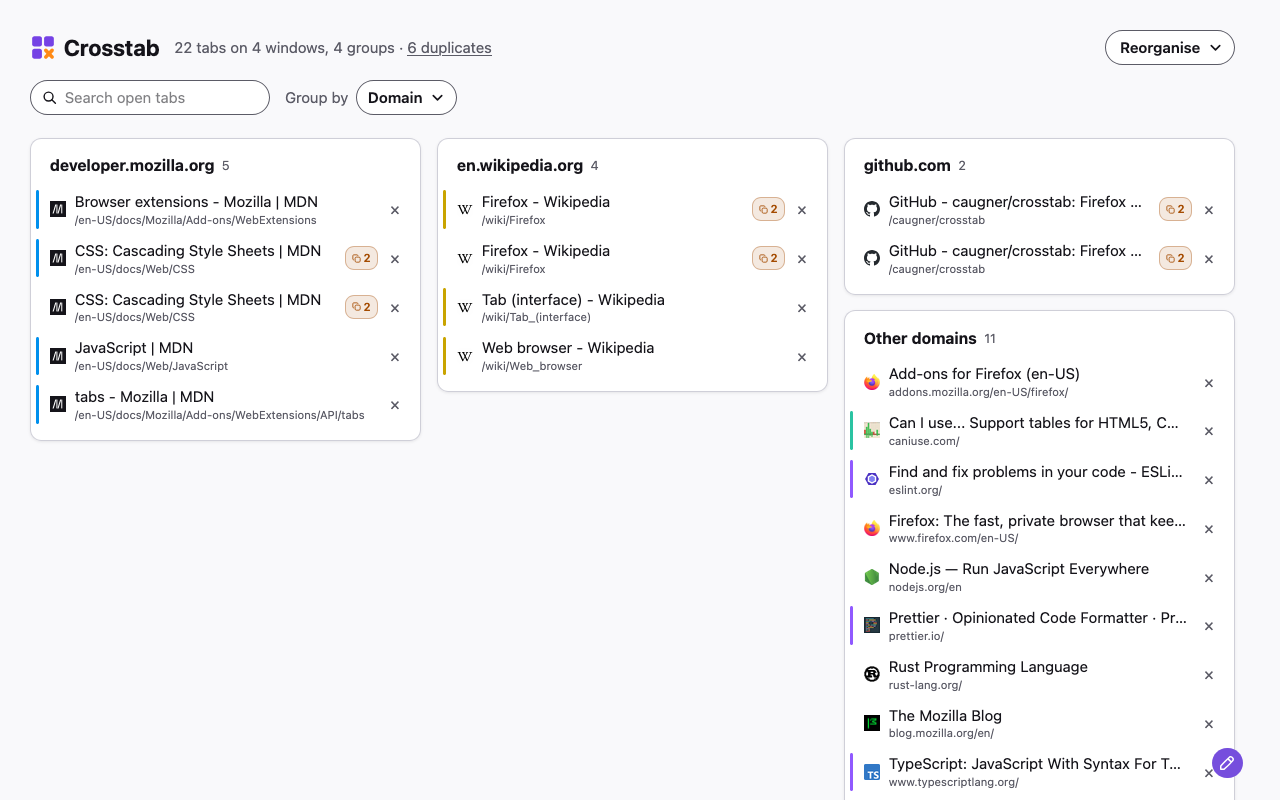 Crosstab
22 tabs on 4 windows, 4 groups · 6 duplicates
Reorganise
Search open tabs
Group by
Domain
developer.mozilla.org 5
Browser extensions - Mozilla | MDN
/en-US/docs/Mozilla/Add-ons/WebExtensions
CSS: Cascading Style Sheets | MDN
/en-US/docs/Web/CSS
2
CSS: Cascading Style Sheets | MDN
/en-US/docs/Web/CSS
2
JavaScript | MDN
/en-US/docs/Web/JavaScript
tabs - Mozilla | MDN
/en-US/docs/Mozilla/Add-ons/WebExtensions/API/tabs
en.wikipedia.org 4
Firefox - Wikipedia
/wiki/Firefox
2
Firefox - Wikipedia
/wiki/Firefox
2
Tab (interface) - Wikipedia
/wiki/Tab_(interface)
Web browser - Wikipedia
/wiki/Web_browser
github.com 2
GitHub - caugner/crosstab: Firefox ...
/caugner/crosstab
2
GitHub - caugner/crosstab: Firefox ...
/caugner/crosstab
2
Other domains 11
Add-ons for Firefox (en-US)
addons.mozilla.org/en-US/firefox/
Can I use... Support tables for HTML5, C...
caniuse.com/
Find and fix problems in your code - ESLi...
eslint.org/
Firefox: The fast, private browser that kee...
www.firefox.com/en-US/
Node.js — Run JavaScript Everywhere
nodejs.org/en
Prettier · Opinionated Code Formatter · Pr...
prettier.io/
Rust Programming Language
rust-lang.org/
The Mozilla Blog
blog.mozilla.org/en/
TS
TypeScript: JavaScript With Syntax For T...
www.typescriptlang.org/